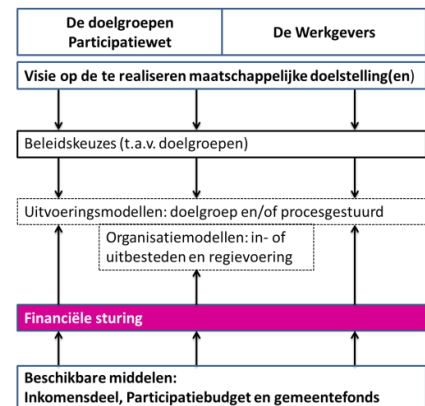 De doelgroepen
Participatiewet
De Werkgevers
Visie op de te realiseren maatschappelijke doelstelling(en)
Beleidskeuzes (t.a.v. doelgroepen)
Uitvoeringsmodellen: doelgroep en/of procesgestuurd
Organisatiemodellen: in- of
uitbesteden en regievoering
Financiële sturing
Beschikbare middelen:
Inkomensdeel, Participatiebudget en gemeentefonds